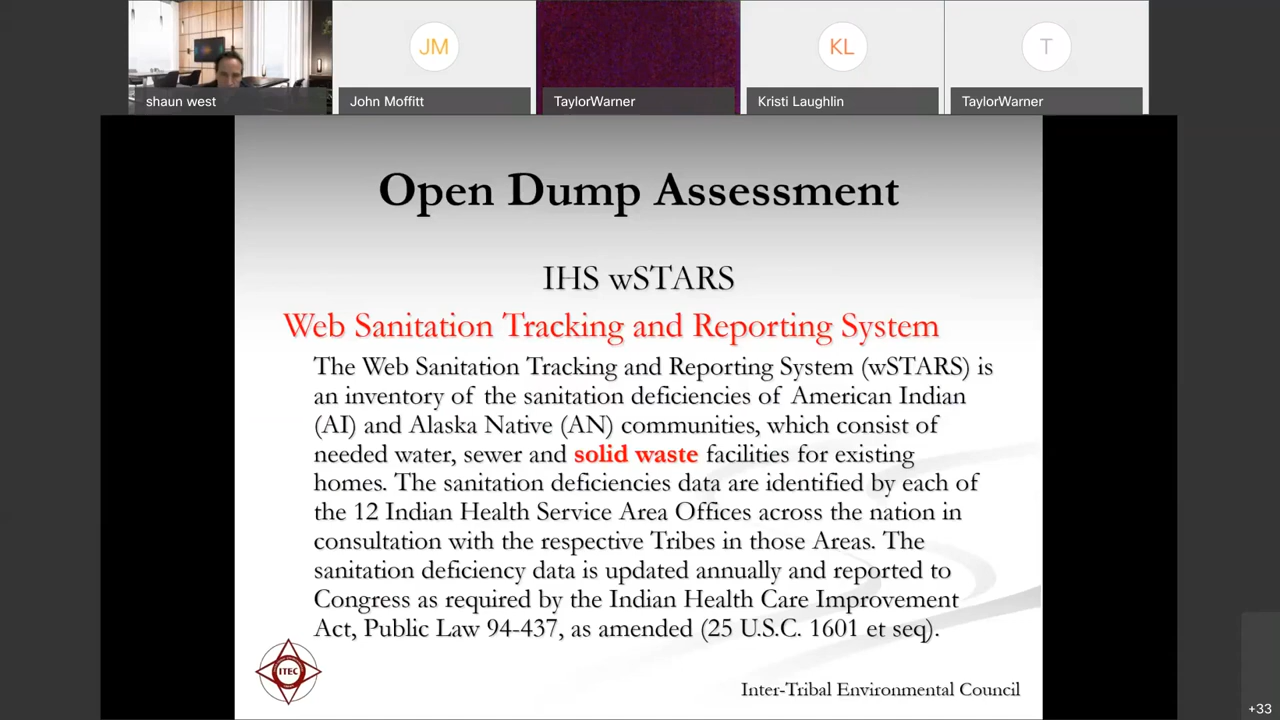 JM
KL
T
shaun west
John Moffitt
TaylorWarner
Kristi Laughlin
TaylorWarner
Open Dump Assessment
IHS wSTARS
Web Sanitation Tracking and Reporting System
The Web Sanitation Tracking and Reporting System (wSTARS) is
an inventory of the sanitation deficiencies of American Indian
(AI) and Alaska Native (AN) communities, which consist of
needed water, sewer and solid waste facilities for existing
homes. The sanitation deficiencies data are identified by each of
the 12 Indian Health Service Area Offices across the nation in
consultation with the respective Tribes in those Areas. The
sanitation deficiency data is updated annually and reported to
Congress as required by the Indian Health Care Improvement
Act, Public Law 94-437, as amended (25 U.S.C. 1601 et seq).
ITEC
Inter-Tribal Environmental Council
+33